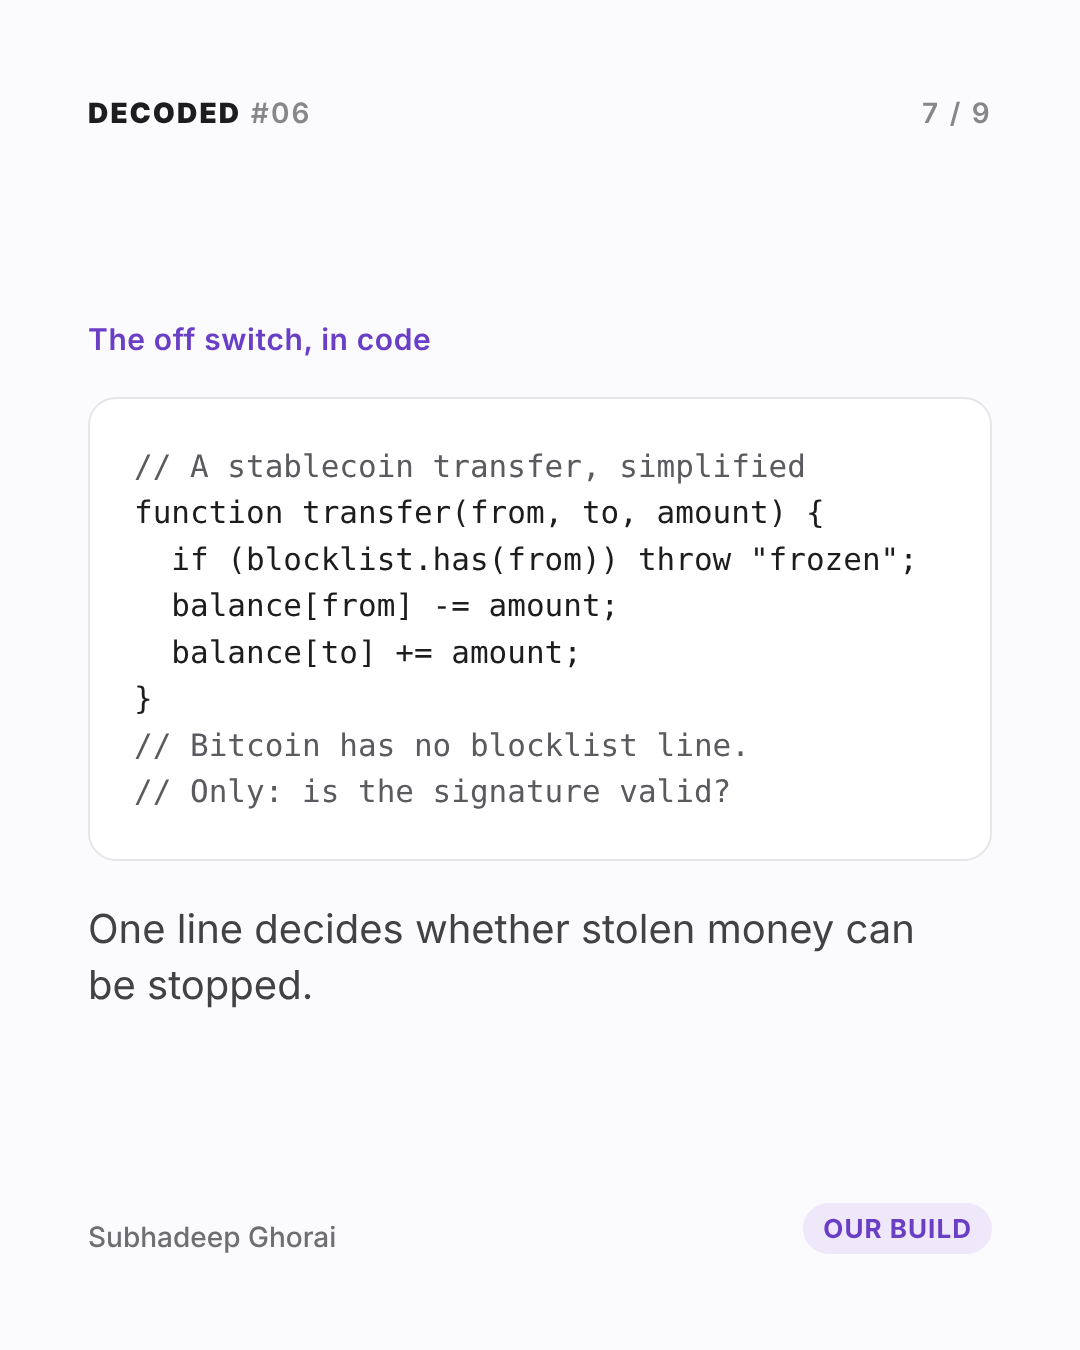 DECODED #06
7 / 9
The off switch, in code
// A stablecoin transfer, simplified
function transfer(from, to, amount) {
  if (blocklist.has(from)) throw "frozen";
  balance[from] -= amount;
  balance[to] += amount;
}
// Bitcoin has no blocklist line.
// Only: is the signature valid?
One line decides whether stolen money can
be stopped.
Subhadeep Ghorai
OUR BUILD